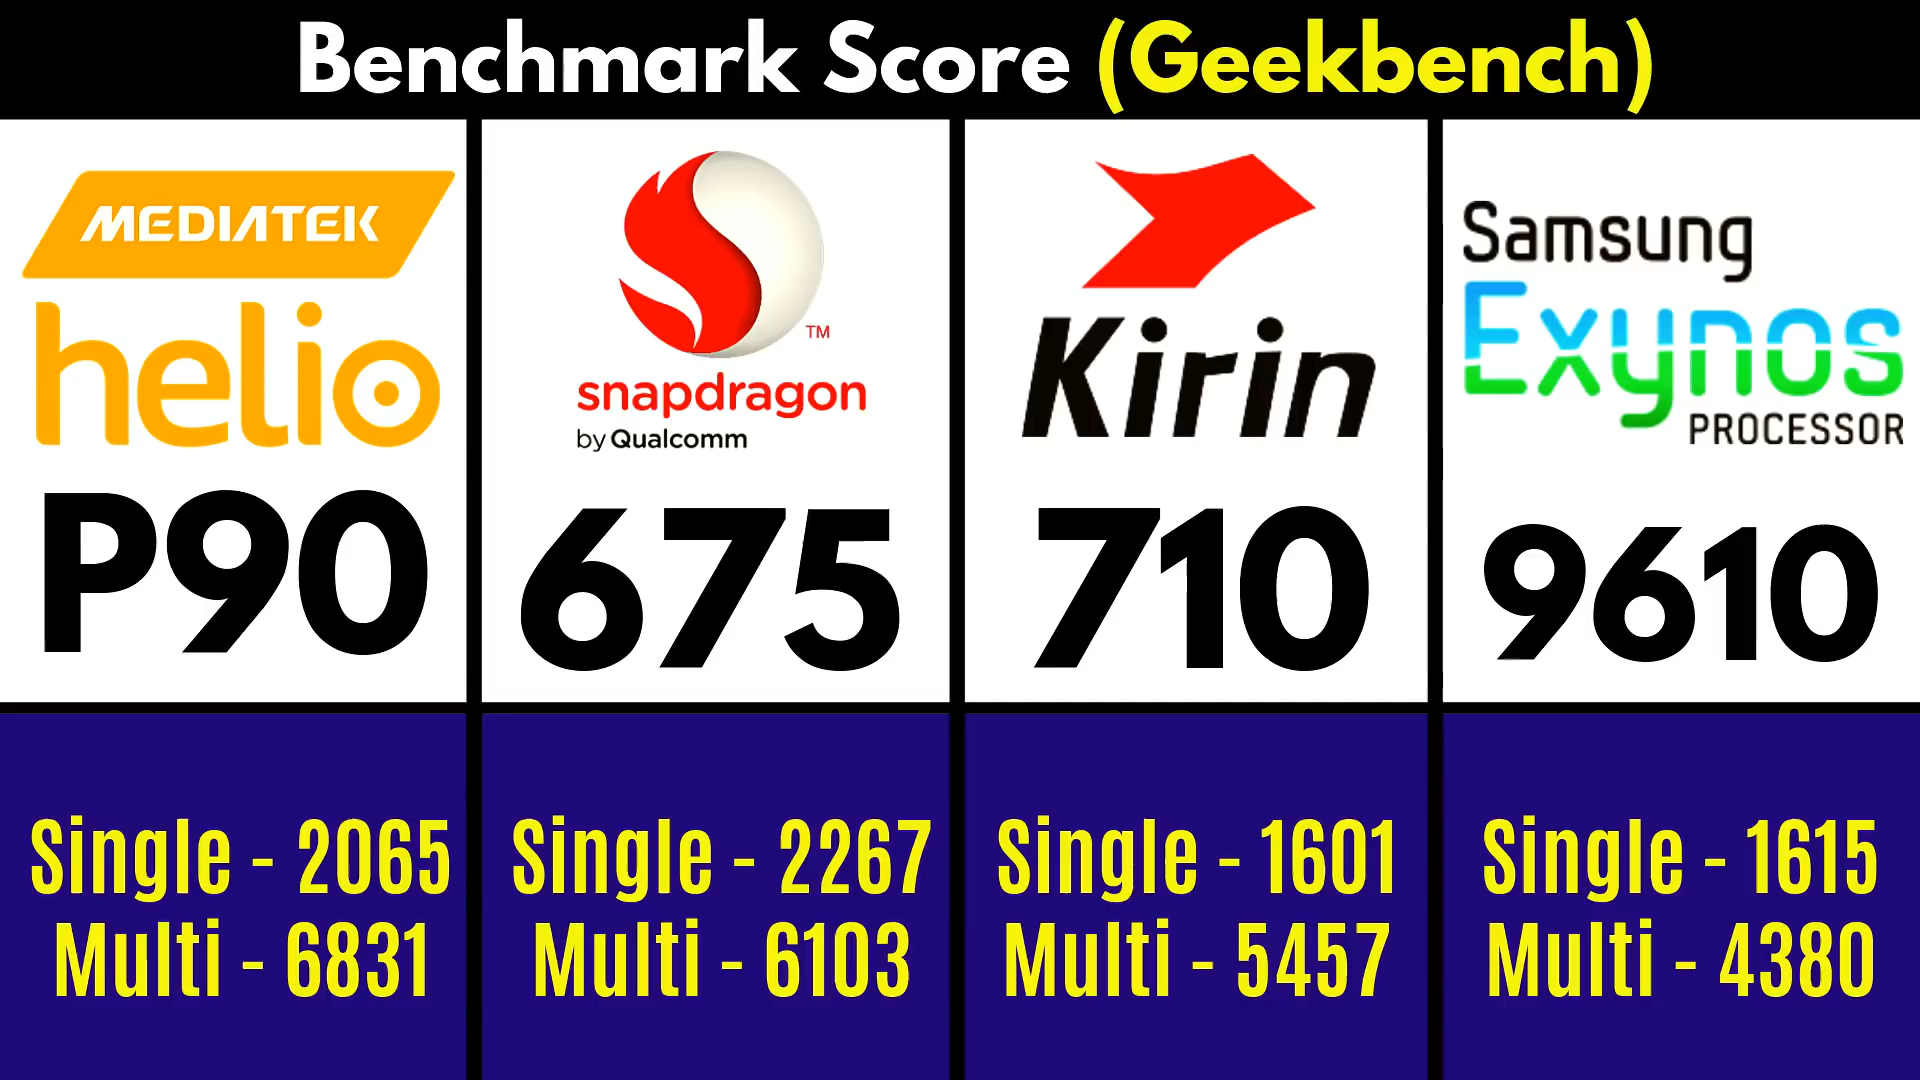 Benchmark Score (Geekbench)
MEDIATEK
helio
P90
Single - 2065
Multi - 6831
TM
snapdragon
by Qualcomm
675
Single - 2267
Multi - 6103
Kirin
710
Single - 1601
Multi - 5457
Samsung
Exynos
PROCESSOR
9610
Single - 1615
Multi - 4380